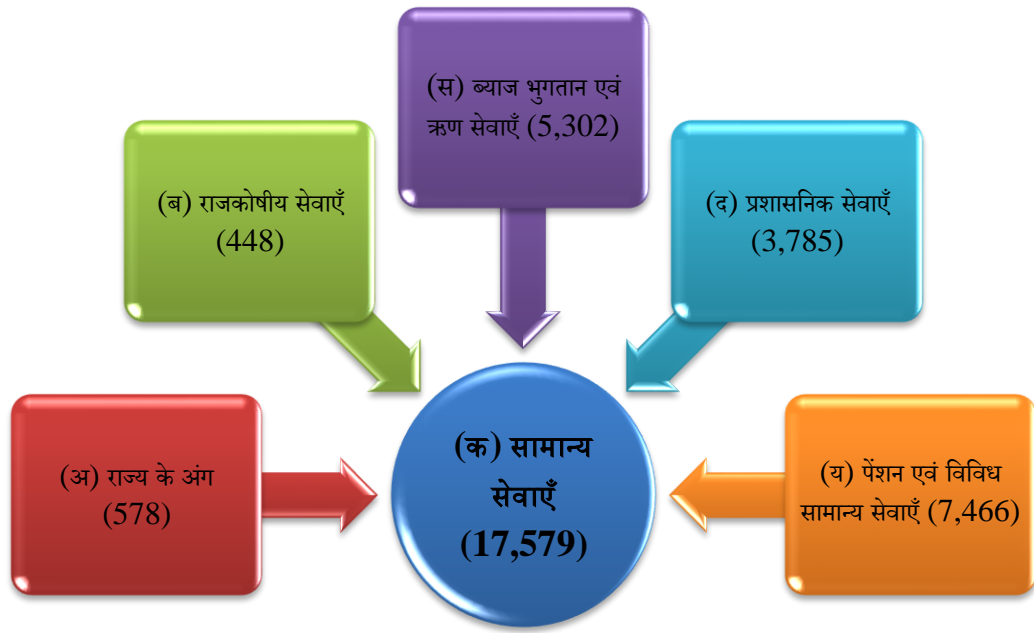 (स) ब्याज भुगतान एवं
ऋण सेवाएँ (5,302)
(ब) राजकोषीय सेवाएँ
(448)
(द) प्रशासनिक सेवाएँ
(3,785)
(अ) राज्य के अंग
(578)
(क) सामान्य
सेवाएँ
(17,579)
(य) पेंशन एवं विविध
सामान्य सेवाएँ (7,466)